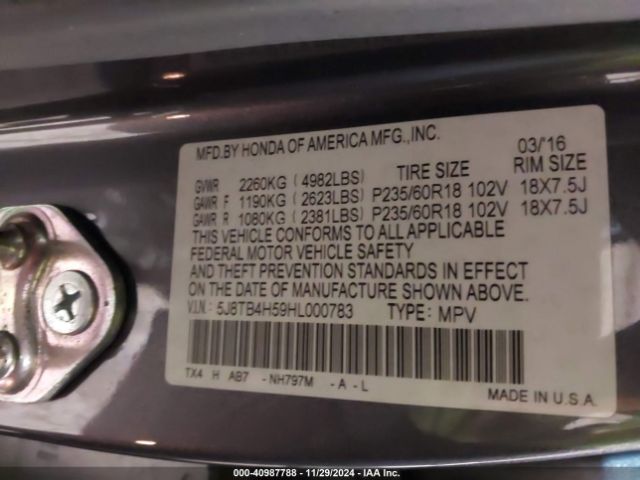 MFD.BY HONDA OF AMERICA MFG.,INC. 03/'16
GVWR 2260KG ( 4982LBS) TIRE SIZE RIM SIZE
GAWR F 1190KG ( 2623LBS) P235/60R18 102V 18X7.5J
GAWR R 1080KG ( 2381LBS) P235/60R18 102V 18X7.5J
THIS VEHICLE CONFORMS TO ALL APPLICABLE
FEDERAL MOTOR VEHICLE SAFETY
AND THEFT PREVENTION STANDARDS IN EFFECT
ON THE DATE OF MANUFACTURE SHOWN ABOVE.
V.I.N.: 5J8TB4H59HL000783 TYPE: MPV
TX4 H AB7 -NH797M -A-L
MADE IN U.S.A.
000-40987788 - 11/29/2024 - IAA Inc.